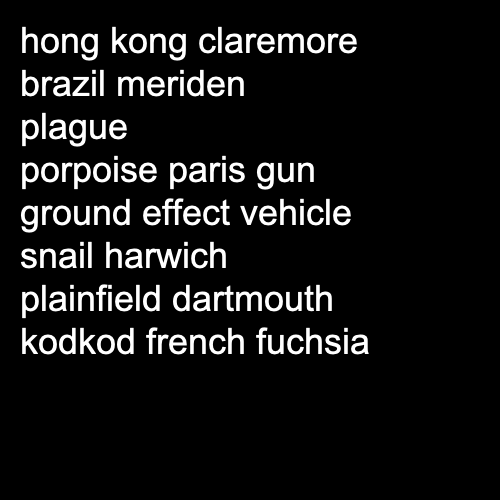 hong kong claremore
brazil meriden
plague
porpoise paris gun
ground effect vehicle
snail harwich
plainfield dartmouth
kodkod french fuchsia